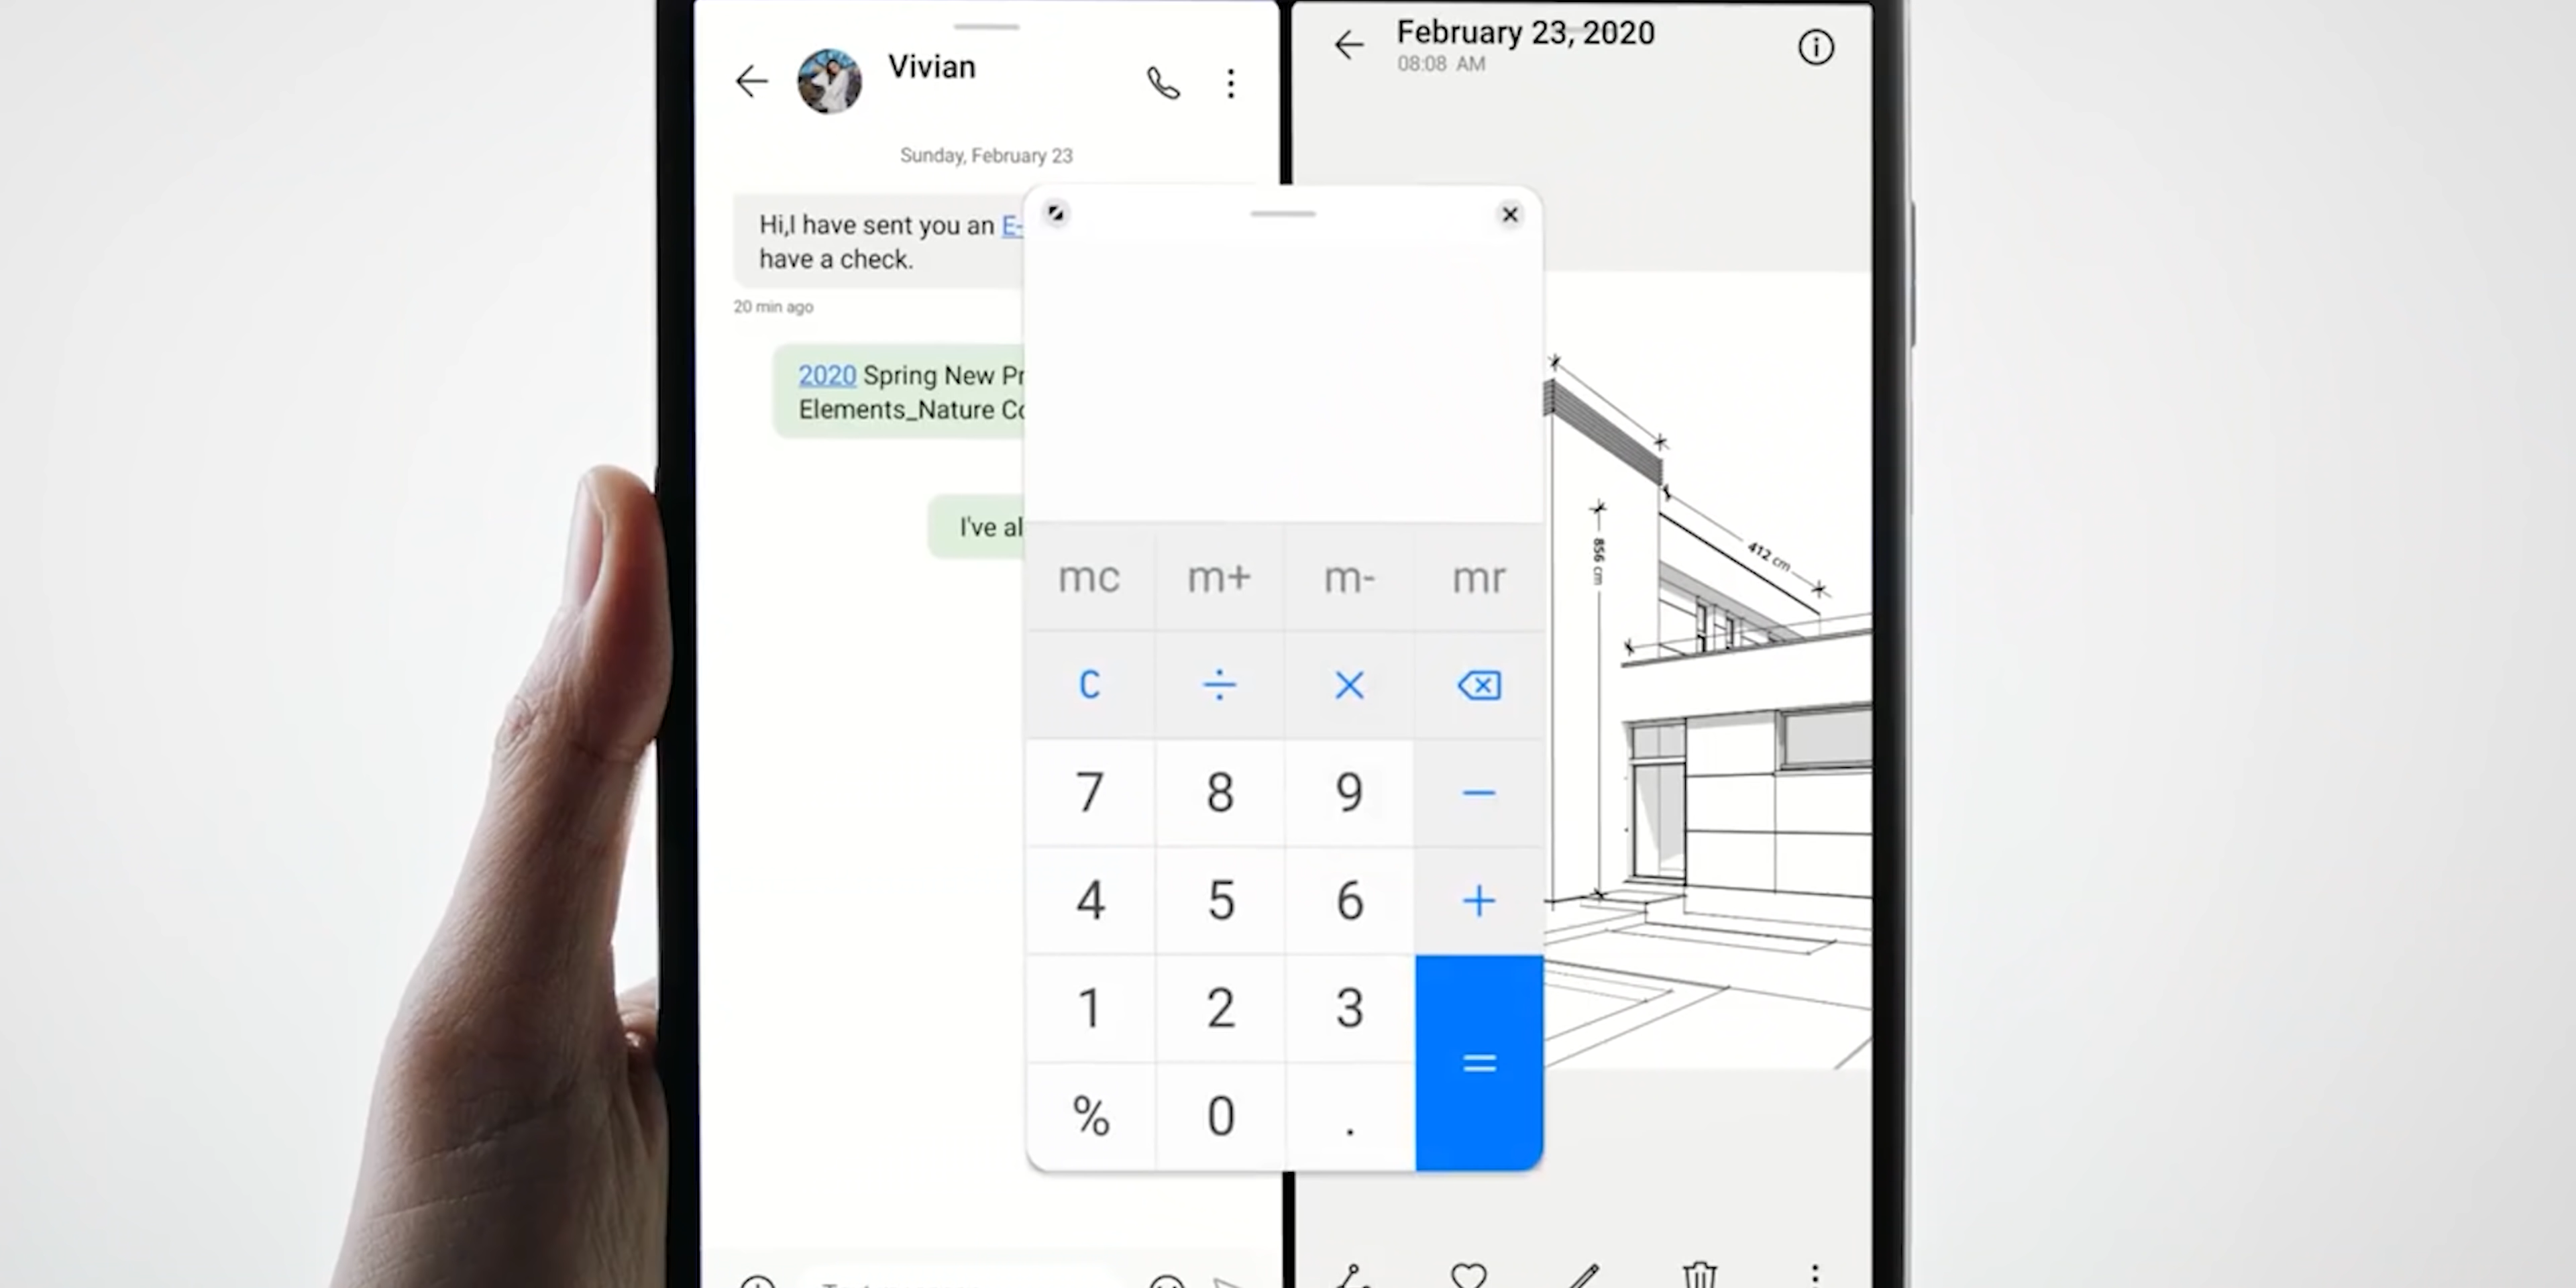 Vivian
Sunday, February 23
Hi,I have sent you an E-
have a check.
20 min ago
2020 Spring New Pr
Elements_Nature Co
I've al
February 23, 2020
08:08 AM
mc m+ m- mr
C ÷ ×
7 8 9 −
4 5 6 +
1 2 3
% 0 . =
856 cm
412 cm